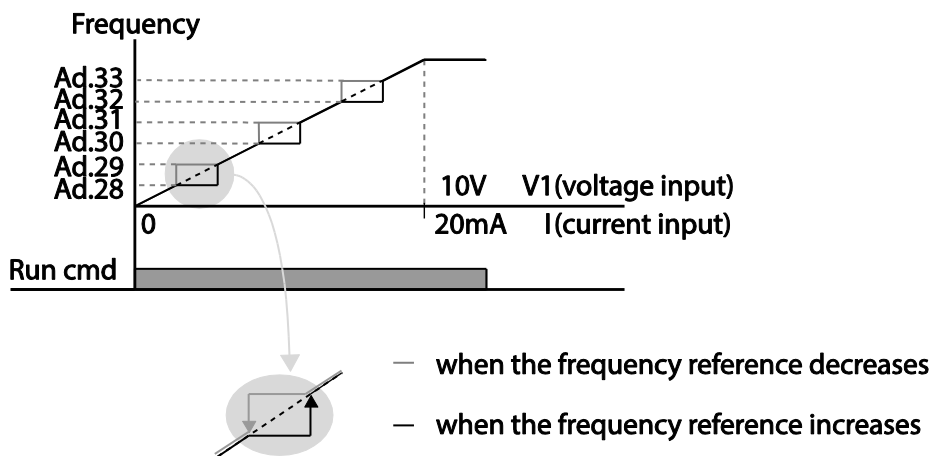 Frequency
Ad.33
Ad.32
Ad.31
Ad.30
Ad.29
Ad.28
10V V1(voltage input)
0 20mA I(current input)
Run cmd
when the frequency reference decreases
when the frequency reference increases